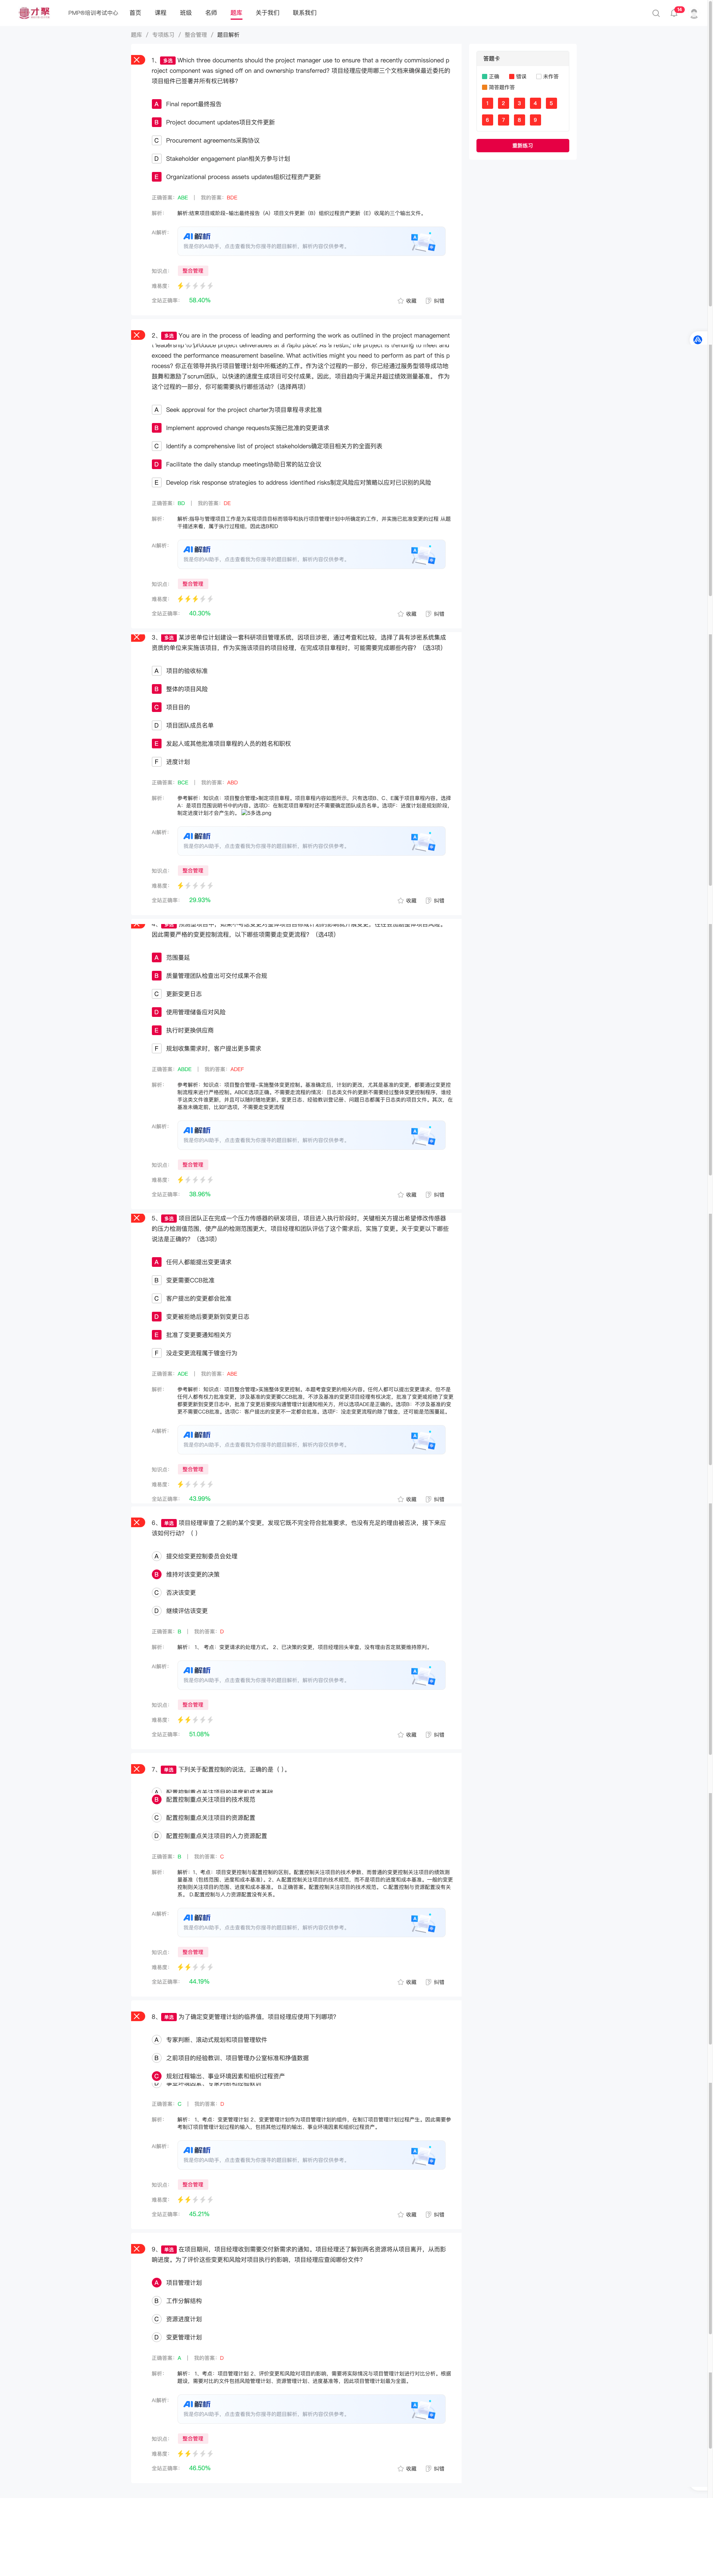 才聚 PMP®培训考试中心 首页 课程 班级 名师 题库 关于我们 联系我们 14
题库 / 专项练习 / 整合管理 / 题目解析
1、 多选 Which three documents should the project manager use to ensure that a recently commissioned p
roject component was signed off on and ownership transferred? 项目经理应使用哪三个文档来确保最近委托的
项目组件已签署并所有权已转移?
A Final report最终报告
B Project document updates项目文件更新
C Procurement agreements采购协议
D Stakeholder engagement plan相关方参与计划
E Organizational process assets updates组织过程资产更新
正确答案: ABE | 我的答案: BDE
解析: 解析:结束项目或阶段-输出最终报告（A）项目文件更新（B）组织过程资产更新（E）收尾的三个输出文件。
AI解析: AI解析
我是你的AI助手，点击查看我为你搜寻的题目解析，解析内容仅供参考。
知识点: 整合管理
难易度:
全站正确率: 58.40% 收藏 纠错
答题卡
正确 错误 未作答
简答题作答
1 2 3 4 5
6 7 8 9
重新练习
2、 多选 You are in the process of leading and performing the work as outlined in the project management
exceed the performance measurement baseline. What activities might you need to perform as part of this p
rocess? 你正在领导并执行项目管理计划中所概述的工作。作为这个过程的一部分，你已经通过服务型领导成功地
鼓舞和激励了scrum团队，以快速的速度生成项目可交付成果。因此，项目趋向于满足并超过绩效测量基准。 作为
这个过程的一部分，你可能需要执行哪些活动?（选择两项）
A Seek approval for the project charter为项目章程寻求批准
B Implement approved change requests实施已批准的变更请求
C Identify a comprehensive list of project stakeholders确定项目相关方的全面列表
D Facilitate the daily standup meetings协助日常的站立会议
E Develop risk response strategies to address identified risks制定风险应对策略以应对已识别的风险
正确答案: BD | 我的答案: DE
解析: 解析:指导与管理项目工作是为实现项目目标而领导和执行项目管理计划中所确定的工作，并实施已批准变更的过程 从题
干描述来看，属于执行过程组，因此选B和D
AI解析: AI解析
我是你的AI助手，点击查看我为你搜寻的题目解析，解析内容仅供参考。
知识点: 整合管理
难易度:
全站正确率: 40.30% 收藏 纠错
3、 多选 某涉密单位计划建设一套科研项目管理系统，因项目涉密，通过考查和比较，选择了具有涉密系统集成
资质的单位来实施该项目，作为实施该项目的项目经理，在完成项目章程时，可能需要完成哪些内容？（选3项）
A 项目的验收标准
B 整体的项目风险
C 项目目的
D 项目团队成员名单
E 发起人或其他批准项目章程的人员的姓名和职权
F 进度计划
正确答案: BCE | 我的答案: ABD
解析: 参考解析：知识点：项目整合管理>制定项目章程。项目章程内容如图所示，只有选项B、C、E属于项目章程内容。选择
A：是项目范围说明书中的内容。选项D：在制定项目章程时还不需要确定团队成员名单。选项F：进度计划是规划阶段，
制定进度计划才会产生的。 5多选.png
AI解析: AI解析
我是你的AI助手，点击查看我为你搜寻的题目解析，解析内容仅供参考。
知识点: 整合管理
难易度:
全站正确率: 29.93% 收藏 纠错
因此需要严格的变更控制流程，以下哪些项需要走变更流程？（选4项）
A 范围蔓延
B 质量管理团队检查出可交付成果不合规
C 更新变更日志
D 使用管理储备应对风险
E 执行时更换供应商
F 规划收集需求时，客户提出更多需求
正确答案: ABDE | 我的答案: ADEF
解析: 参考解析：知识点：项目整合管理-实施整体变更控制。基准确定后，计划的更改，尤其是基准的变更，都要通过变更控
制流程来进行严格控制。ABDE选项正确。不需要走流程的情况：日志类文件的更新不需要经过整体变更控制程序，谁经
手这类文件谁更新，并且可以随时随地更新。变更日志、经验教训登记册、问题日志都属于日志类的项目文件。其次，在
基准未确定前，比如F选项，不需要走变更流程
AI解析: AI解析
我是你的AI助手，点击查看我为你搜寻的题目解析，解析内容仅供参考。
知识点: 整合管理
难易度:
全站正确率: 38.96% 收藏 纠错
5、 多选 项目团队正在完成一个压力传感器的研发项目，项目进入执行阶段时，关键相关方提出希望修改传感器
的压力检测值范围，使产品的检测范围更大，项目经理和团队评估了这个需求后，实施了变更。关于变更以下哪些
说法是正确的？（选3项）
A 任何人都能提出变更请求
B 变更需要CCB批准
C 客户提出的变更都会批准
D 变更被拒绝后要更新到变更日志
E 批准了变更要通知相关方
F 没走变更流程属于镀金行为
正确答案: ADE | 我的答案: ABE
解析: 参考解析：知识点：项目整合管理>实施整体变更控制。本题考查变更的相关内容。任何人都可以提出变更请求，但不是
任何人都有权力批准变更，涉及基准的变更要CCB批准，不涉及基准的变更项目经理有权决定，批准了变更或拒绝了变更
都要更新到变更日志中，批准了变更后要按沟通管理计划通知相关方，所以选项ADE是正确的。选项B：不涉及基准的变
更不需要CCB批准。选项C：客户提出的变更不一定都会批准。选项F：没走变更流程的除了镀金，还可能是范围蔓延。
AI解析: AI解析
我是你的AI助手，点击查看我为你搜寻的题目解析，解析内容仅供参考。
知识点: 整合管理
难易度:
全站正确率: 43.99% 收藏 纠错
6、 单选 项目经理审查了之前的某个变更，发现它既不完全符合批准要求，也没有充足的理由被否决，接下来应
该如何行动？（ ）
A 提交给变更控制委员会处理
B 维持对该变更的决策
C 否决该变更
D 继续评估该变更
正确答案: B | 我的答案: D
解析: 解析： 1、 考点：变更请求的处理方式。 2、已决策的变更，项目经理回头审查，没有理由否定就要维持原判。
AI解析: AI解析
我是你的AI助手，点击查看我为你搜寻的题目解析，解析内容仅供参考。
知识点: 整合管理
难易度:
全站正确率: 51.08% 收藏 纠错
7、 单选 下列关于配置控制的说法，正确的是（ ）。
A 配置控制重点关注项目的进度和成本基础
B 配置控制重点关注项目的技术规范
C 配置控制重点关注项目的资源配置
D 配置控制重点关注项目的人力资源配置
正确答案: B | 我的答案: C
解析: 解析：1、考点：项目变更控制与配置控制的区别。配置控制关注项目的技术参数，而普通的变更控制关注项目的绩效测
量基准（包括范围、进度和成本基准）。2、A.配置控制关注项目的技术规范，而不是项目的进度和成本基准。一般的变更
控制则关注项目的范围、进度和成本基准。 B.正确答案。配置控制关注项目的技术规范。 C.配置控制与资源配置没有关
系。 D.配置控制与人力资源配置没有关系。
AI解析: AI解析
我是你的AI助手，点击查看我为你搜寻的题目解析，解析内容仅供参考。
知识点: 整合管理
难易度:
全站正确率: 44.19% 收藏 纠错
8、 单选 为了确定变更管理计划的临界值，项目经理应使用下列哪项?
A 专家判断、滚动式规划和项目管理软件
B 之前项目的经验教训、项目管理办公室标准和挣值数据
C 规划过程输出、事业环境因素和组织过程资产
正确答案: C | 我的答案: D
解析: 解析： 1、考点：变更管理计划 2、变更管理计划作为项目管理计划的组件，在制订项目管理计划过程产生。因此需要参
考制订项目管理计划过程的输入，包括其他过程的输出、事业环境因素和组织过程资产。
AI解析: AI解析
我是你的AI助手，点击查看我为你搜寻的题目解析，解析内容仅供参考。
知识点: 整合管理
难易度:
全站正确率: 45.21% 收藏 纠错
9、 单选 在项目期间，项目经理收到需要交付新需求的通知。项目经理还了解到两名资源将从项目离开，从而影
响进度。为了评价这些变更和风险对项目执行的影响，项目经理应查阅哪份文件?
A 项目管理计划
B 工作分解结构
C 资源进度计划
D 变更管理计划
正确答案: A | 我的答案: D
解析: 解析： 1、考点：项目管理计划 2、评价变更和风险对项目的影响，需要将实际情况与项目管理计划进行对比分析。根据
题设，需要对比的文件包括风险管理计划、资源管理计划、进度基准等，因此项目管理计划最为全面。
AI解析: AI解析
我是你的AI助手，点击查看我为你搜寻的题目解析，解析内容仅供参考。
知识点: 整合管理
难易度:
全站正确率: 46.50% 收藏 纠错